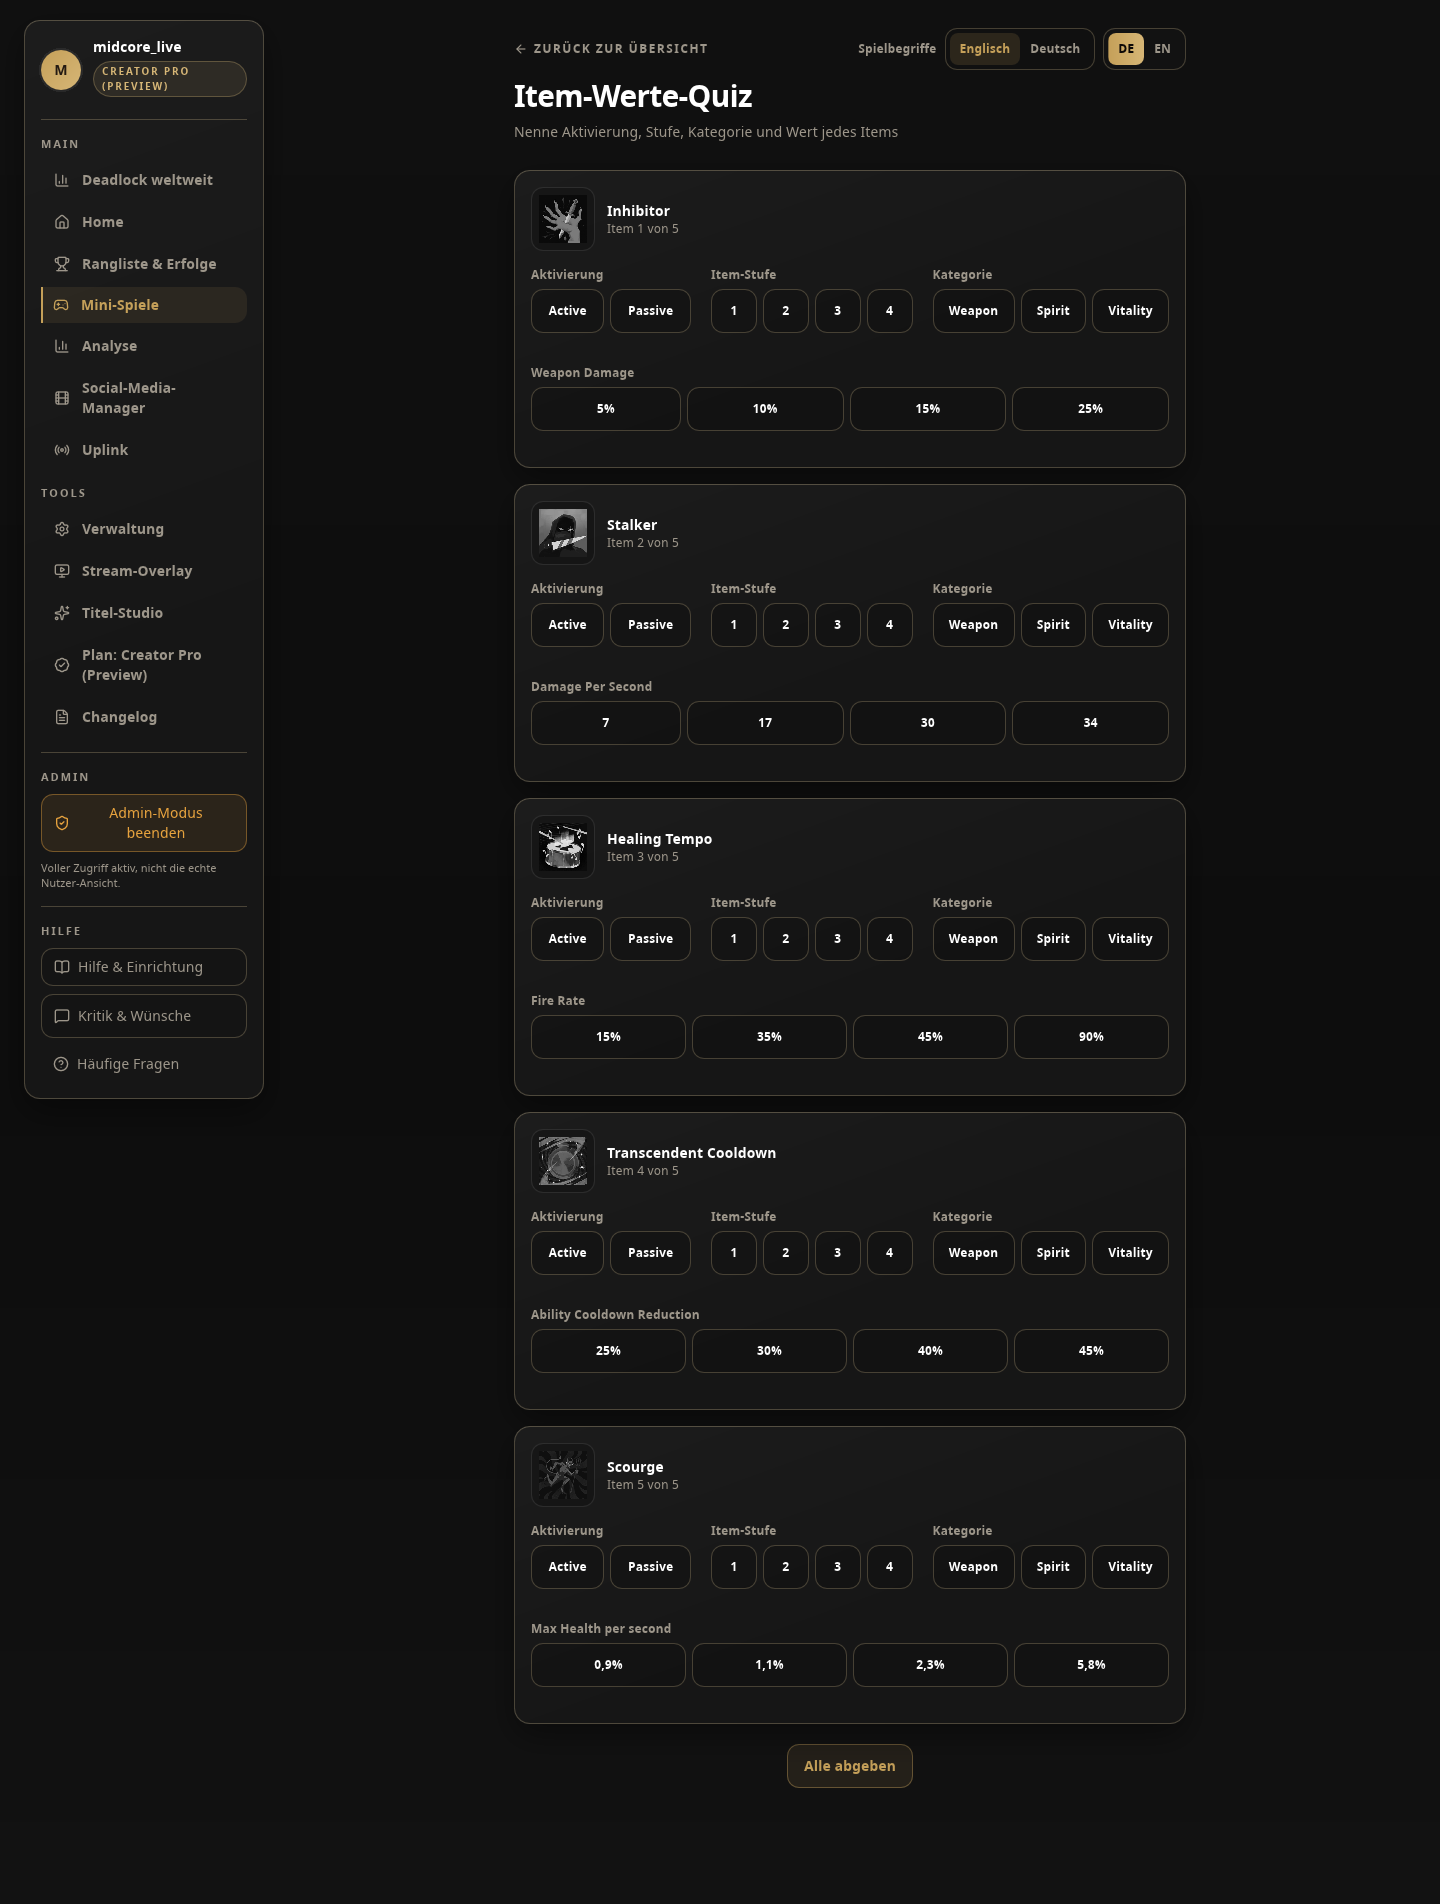 M
midcore_live
CREATOR PRO
(PREVIEW)
MAIN
Deadlock weltweit
Home
Rangliste & Erfolge
Mini-Spiele
Analyse
Social-Media-
Manager
Uplink
TOOLS
Verwaltung
Stream-Overlay
Titel-Studio
Plan: Creator Pro
(Preview)
Changelog
ADMIN
Admin-Modus
beenden
Voller Zugriff aktiv, nicht die echte
Nutzer-Ansicht.
HILFE
Hilfe & Einrichtung
Kritik & Wünsche
Häufige Fragen
ZURÜCK ZUR ÜBERSICHT
Spielbegriffe Englisch Deutsch DE EN
Item-Werte-Quiz
Nenne Aktivierung, Stufe, Kategorie und Wert jedes Items
Inhibitor
Item 1 von 5
Aktivierung Item-Stufe Kategorie
Active Passive 1 2 3 4 Weapon Spirit Vitality
Weapon Damage
5% 10% 15% 25%
Stalker
Item 2 von 5
Aktivierung Item-Stufe Kategorie
Active Passive 1 2 3 4 Weapon Spirit Vitality
Damage Per Second
7 17 30 34
Healing Tempo
Item 3 von 5
Aktivierung Item-Stufe Kategorie
Active Passive 1 2 3 4 Weapon Spirit Vitality
Fire Rate
15% 35% 45% 90%
Transcendent Cooldown
Item 4 von 5
Aktivierung Item-Stufe Kategorie
Active Passive 1 2 3 4 Weapon Spirit Vitality
Ability Cooldown Reduction
25% 30% 40% 45%
Scourge
Item 5 von 5
Aktivierung Item-Stufe Kategorie
Active Passive 1 2 3 4 Weapon Spirit Vitality
Max Health per second
0,9% 1,1% 2,3% 5,8%
Alle abgeben